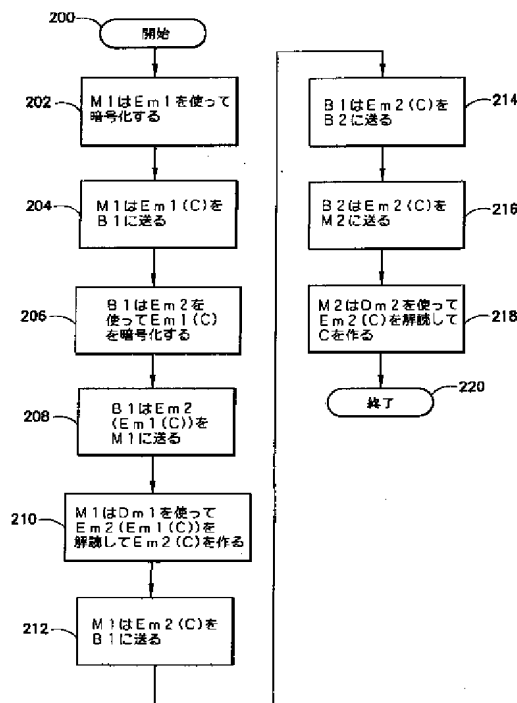 200
開始
202
M1はEm1を使って
暗号化する
204
M1はEm1(C)を
B1に送る
206
B1はEm2を
使ってEm1(C)
を暗号化する
208
B1はEm2
(Em1(C))を
M1に送る
210
M1はDm1を使って
Em2(Em1(C))を
解読してEm2(C)を作る
212
M1はEm2(C)を
B1に送る
214
B1はEm2(C)を
B2に送る
216
B2はEm2(C)を
M2に送る
218
M2はDm2を使って
Em2(C)を解読して
Cを作る
220
終了